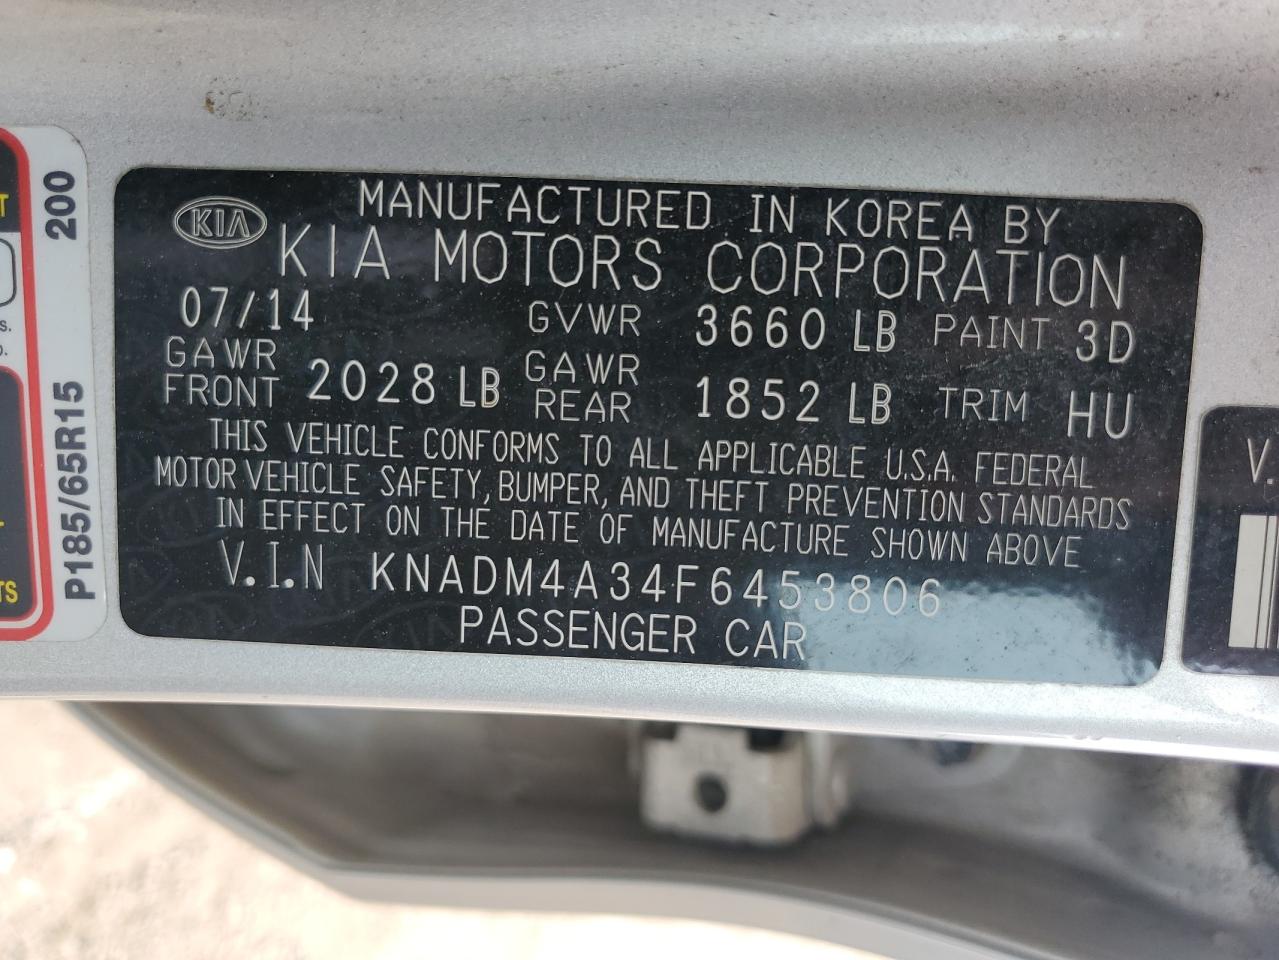 KIA
MANUFACTURED IN KOREA BY
KIA MOTORS CORPORATION
07/14 GVWR 3660 LB PAINT 3D
GAWR FRONT 2028 LB GAWR REAR 1852 LB TRIM HU
THIS VEHICLE CONFORMS TO ALL APPLICABLE U.S.A. FEDERAL
MOTOR VEHICLE SAFETY, BUMPER, AND THEFT PREVENTION STANDARDS
IN EFFECT ON THE DATE OF MANUFACTURE SHOWN ABOVE
V.I.N KNADM4A34F6453806
PASSENGER CAR
P185/65R15 200
V.